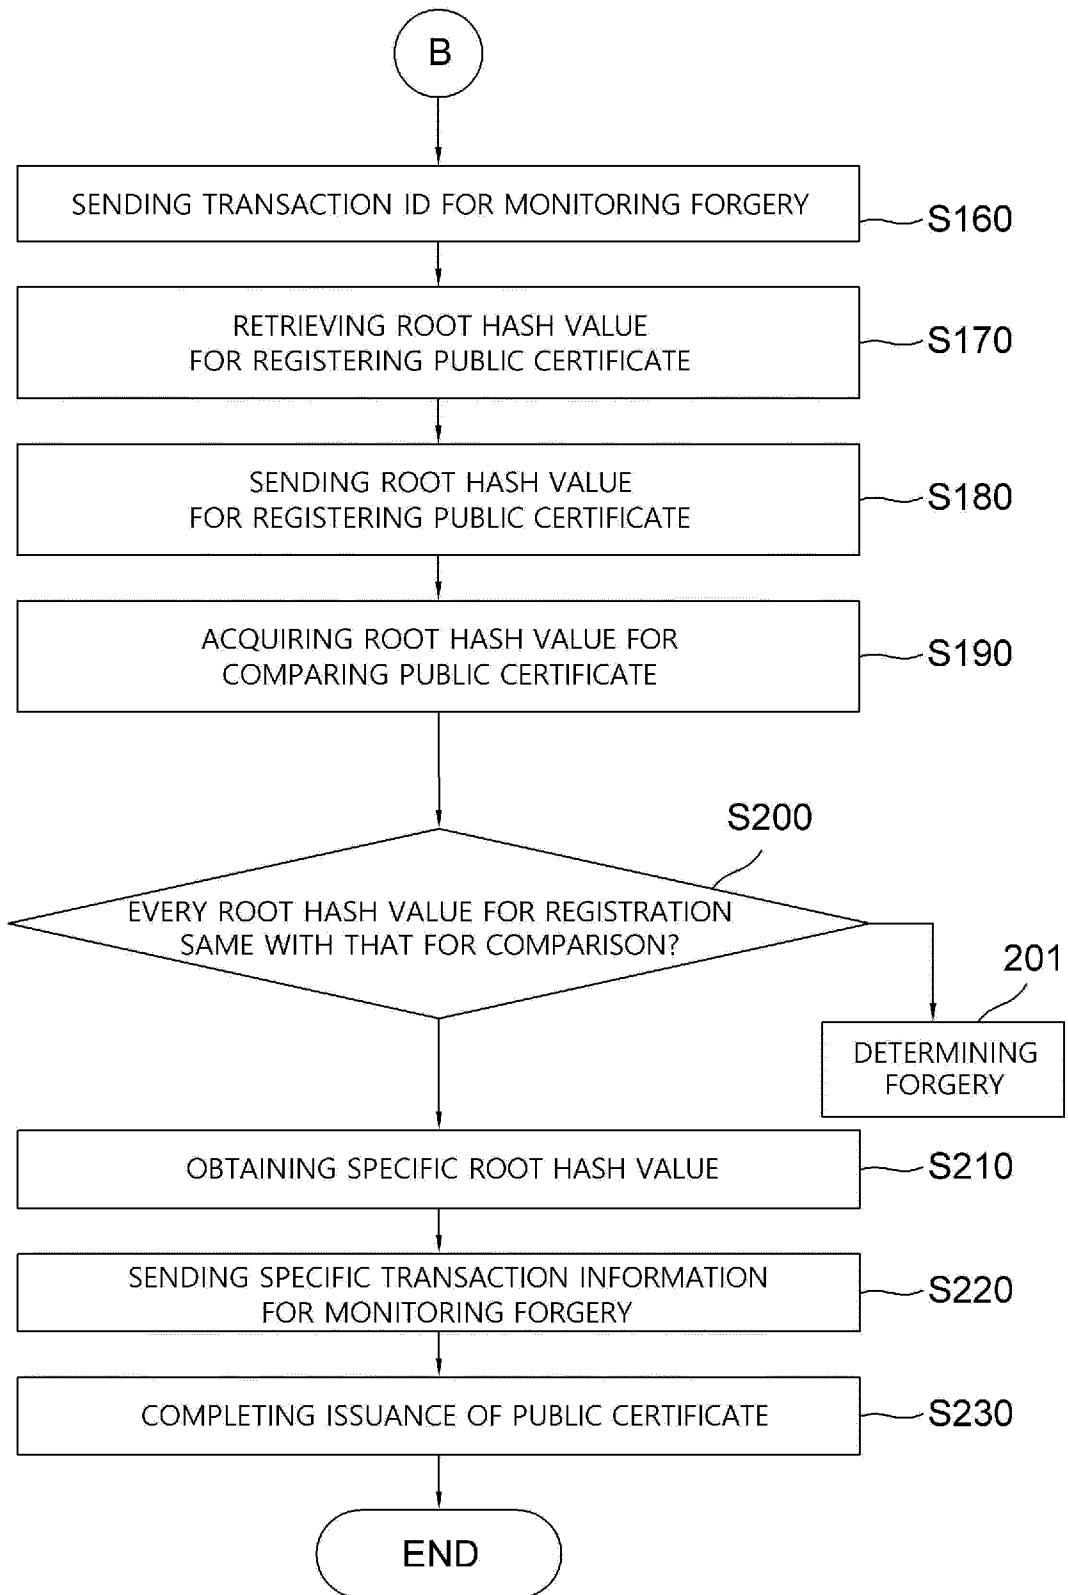 B
SENDING TRANSACTION ID FOR MONITORING FORGERY
S160
RETRIEVING ROOT HASH VALUE
FOR REGISTERING PUBLIC CERTIFICATE
S170
SENDING ROOT HASH VALUE
FOR REGISTERING PUBLIC CERTIFICATE
S180
ACQUIRING ROOT HASH VALUE FOR
COMPARING PUBLIC CERTIFICATE
S190
S200
EVERY ROOT HASH VALUE FOR REGISTRATION
SAME WITH THAT FOR COMPARISON?
201
DETERMINING
FORGERY
OBTAINING SPECIFIC ROOT HASH VALUE
S210
SENDING SPECIFIC TRANSACTION INFORMATION
FOR MONITORING FORGERY
S220
COMPLETING ISSUANCE OF PUBLIC CERTIFICATE
S230
END